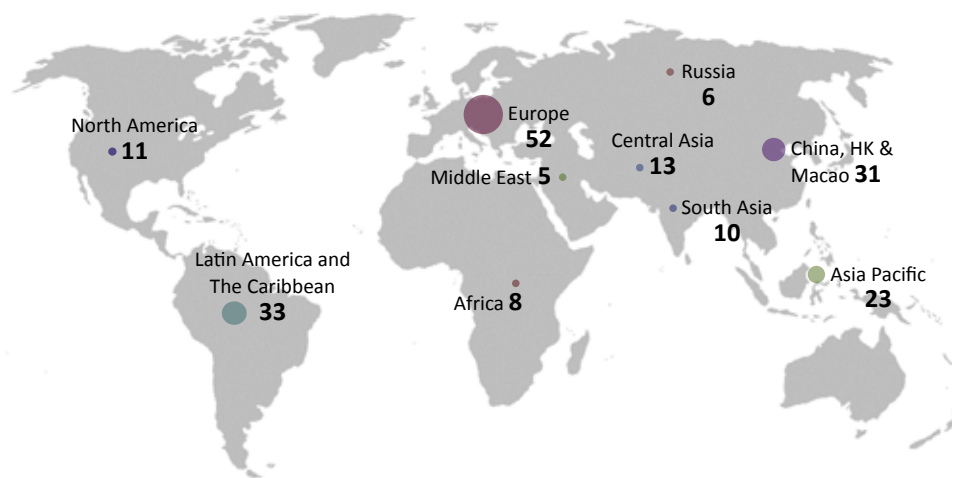 Russia
6
North America
11
Europe
52
Central Asia
13
China, HK &
Macao 31
Middle East 5
South Asia
10
Latin America and
The Caribbean
33
Asia Pacific
23
Africa 8